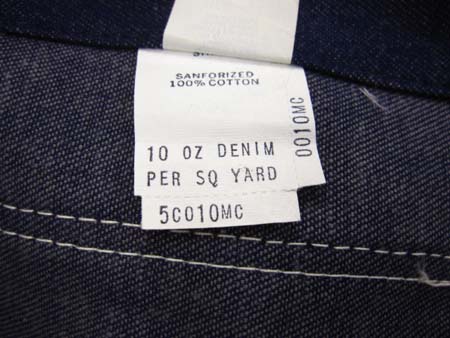 SANFORIZED
100% COTTON
0010MC
10 OZ DENIM
PER SQ YARD
5C010MC